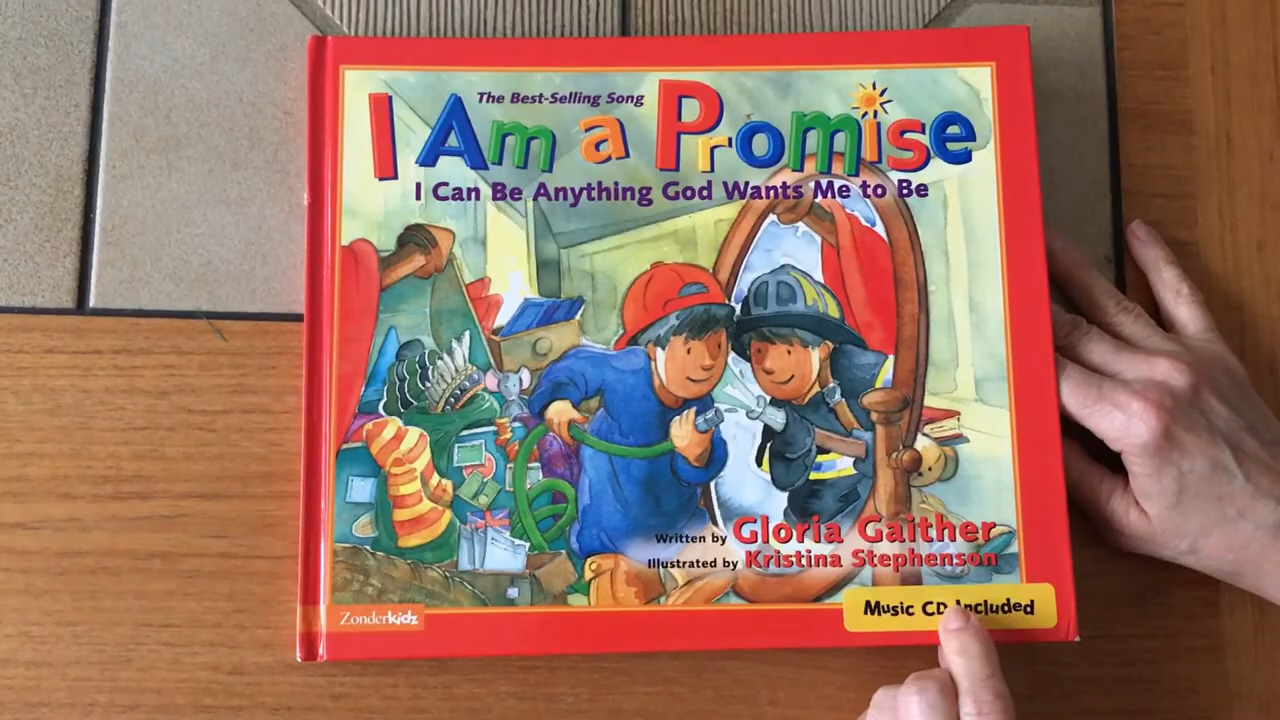 The Best-Selling Song
I Am a Promise
I Can Be Anything God Wants Me to Be
Written by Gloria Gaither
Illustrated by Kristina Stephenson
Zonderkidz
Music CD Included